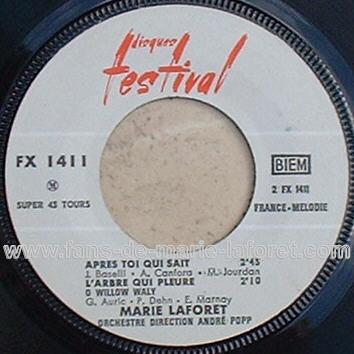 disques
festival
FX 1411
BIEM
SUPER 45 TOURS
2 FX 1411
FRANCE-MELODIE
www.fans-de-marie-laforet.com
APRES TOI QUI SAIT 2'45
J. Baselli - A. Canfora - M. Jourdan
L'ARBRE QUI PLEURE 2'10
O WILLOW WALY
G. Auric - P. Dehn - E. Marnay
MARIE LAFORET
ORCHESTRE DIRECTION ANDRÉ POPP